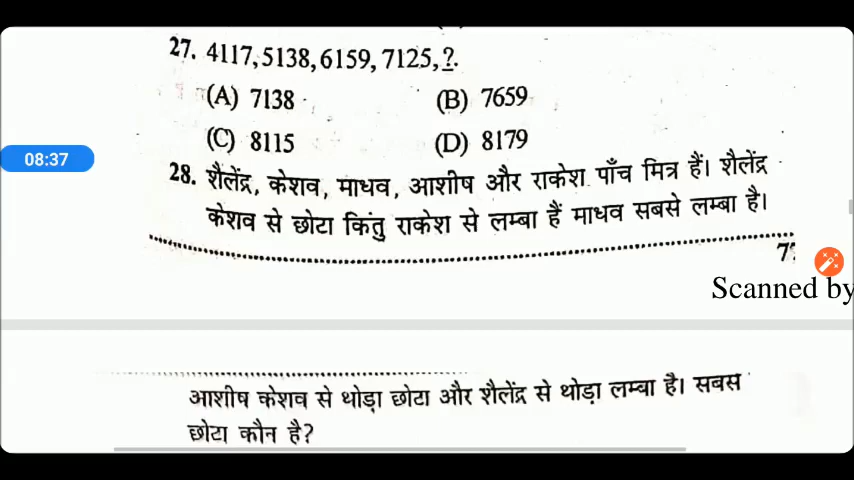 27. 4117, 5138, 6159, 7125, ?.
(A) 7138 (B) 7659
(C) 8115 (D) 8179
08:37
28. शैलेंद्र, केशव, माधव, आशीष और राकेश पाँच मित्र हैं। शैलेंद्र
केशव से छोटा किंतु राकेश से लम्बा हैं माधव सबसे लम्बा है।
Scanned by
आशीष केशव से थोड़ा छोटा और शैलेंद्र से थोड़ा लम्बा है। सबस
छोटा कौन है?